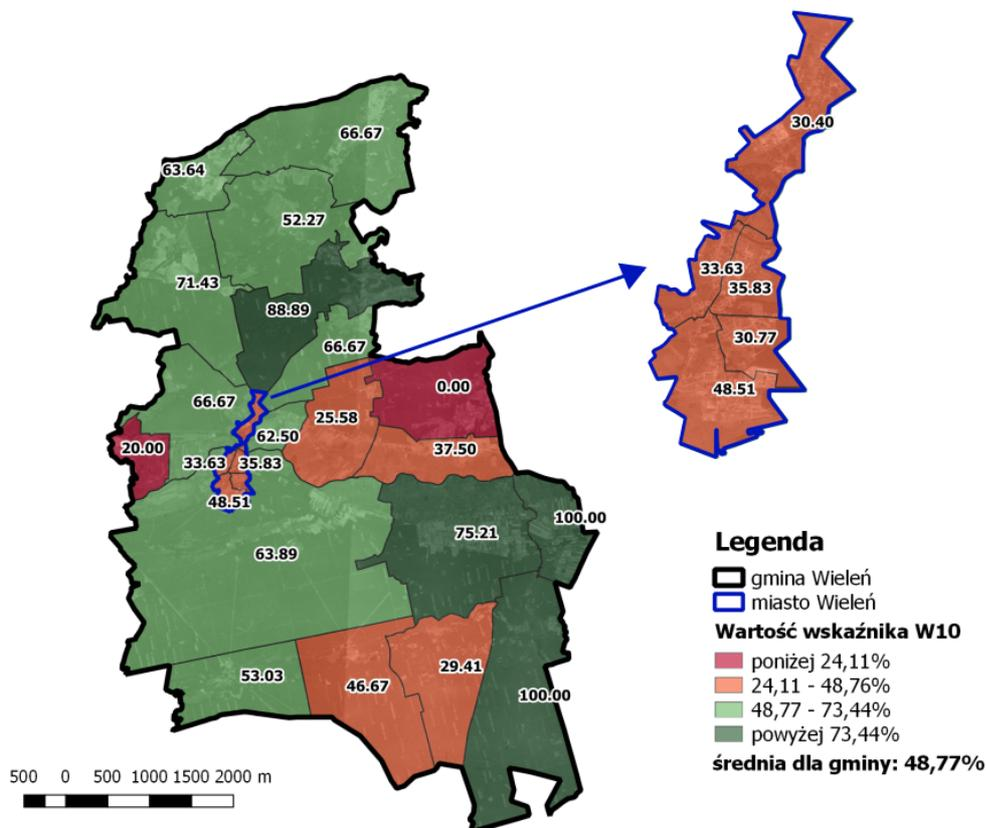 30.40
66.67
63.64
52.27
33.63
71.43
35.83
88.89
30.77
66.67
0.00
48.51
66.67
25.58
62.50
20.00
37.50
33.63
35.83
48.51
100.00
75.21
63.89
29.41
53.03
46.67
100.00
Legenda
gmina Wieleń
miasto Wieleń
Wartość wskaźnika W10
poniżej 24,11%
24,11 - 48,76%
48,77 - 73,44%
powyżej 73,44%
średnia dla gminy: 48,77%
500 0 500 1000 1500 2000 m